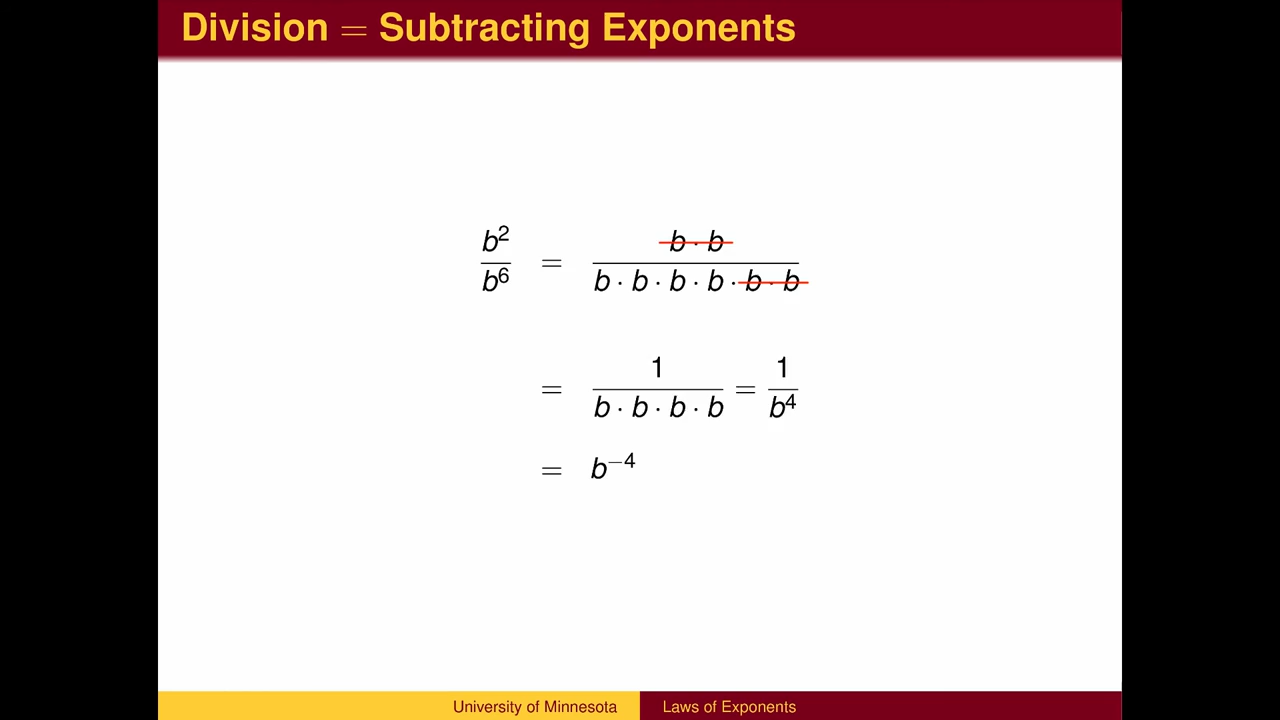 Division = Subtracting Exponents
b²/b⁶ = b · b / b · b · b · b · b · b
= 1 / b · b · b · b = 1/b⁴
= b⁻⁴
University of Minnesota Laws of Exponents